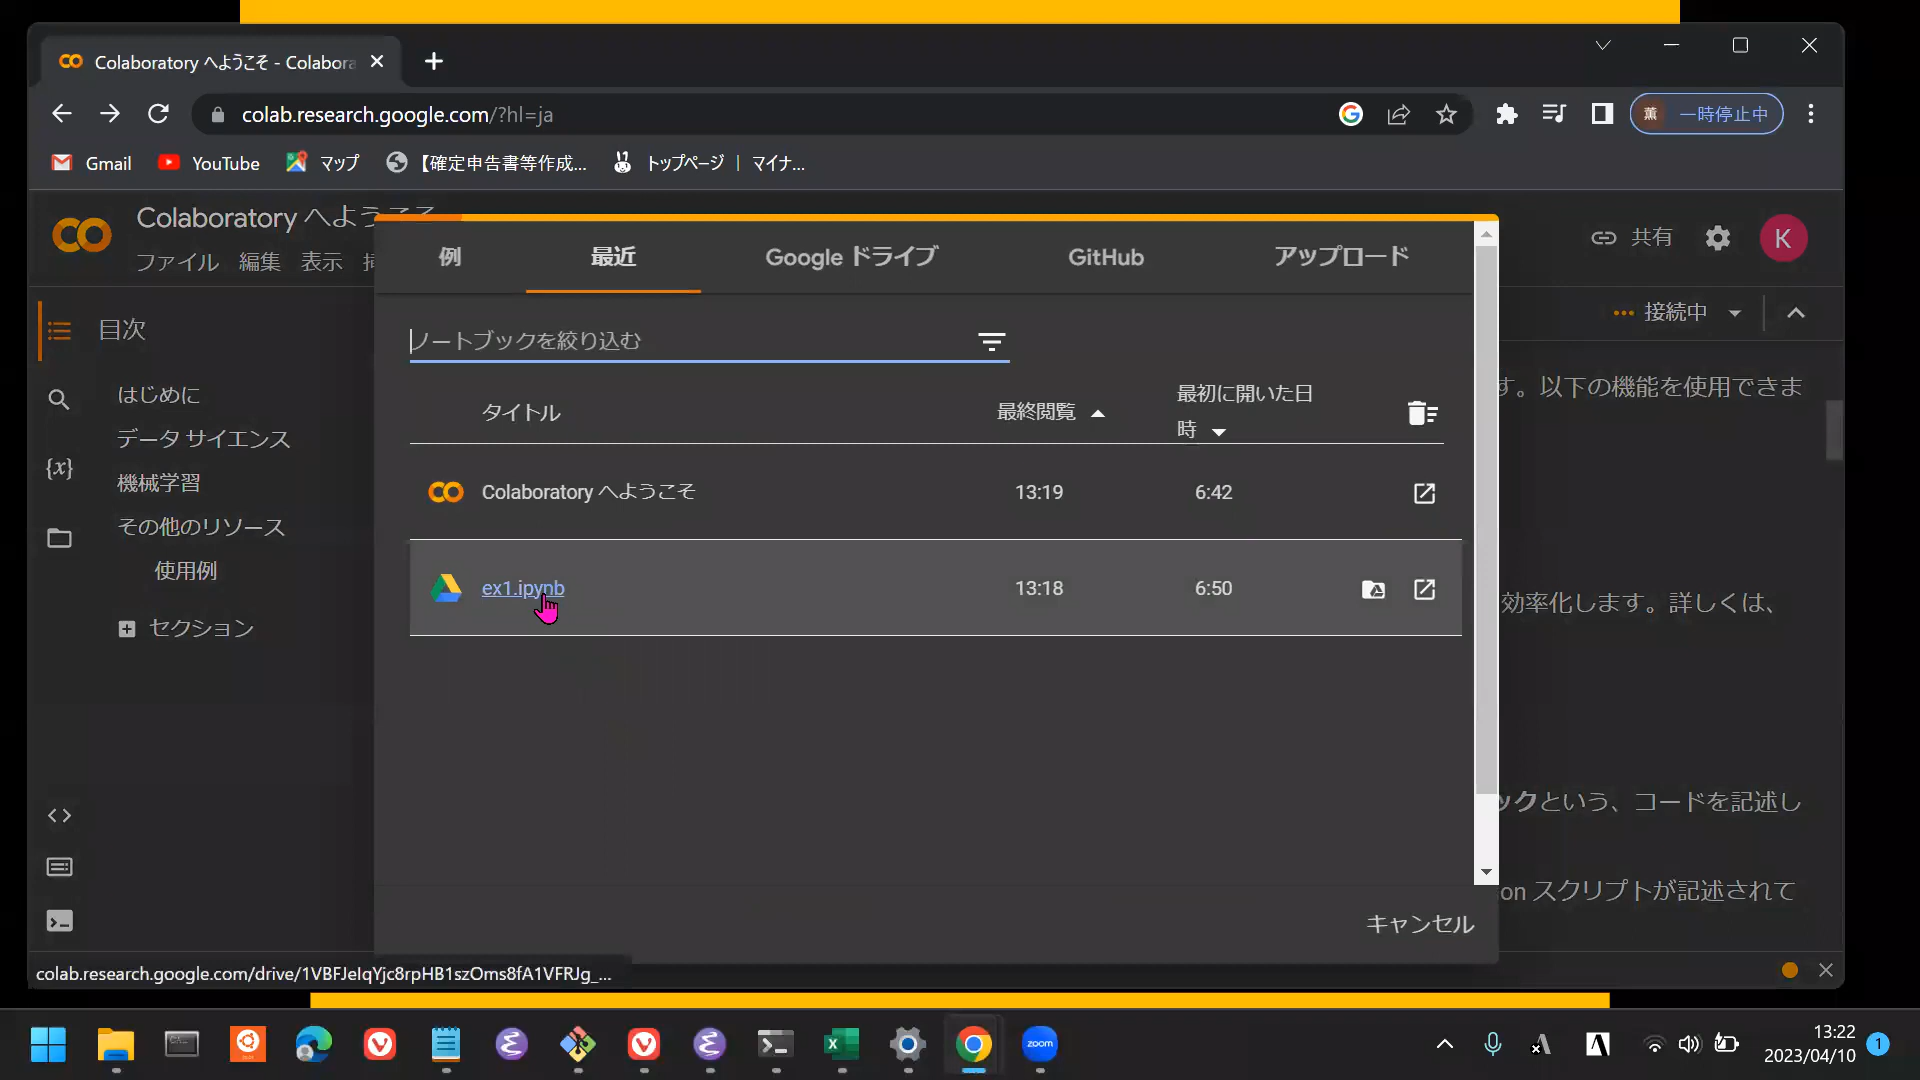 Colaboratory へようこそ - Colabora
colab.research.google.com/?hl=ja
薫 一時停止中
Gmail YouTube マップ 【確定申告書等作成... トップページ | マイナ...
Colaboratory へようこそ
ファイル 編集 表示 挿
共有
K
例 最近 Google ドライブ GitHub アップロード
接続中
目次
ノートブックを絞り込む
タイトル 最終閲覧 最初に開いた日時
す。以下の機能を使用できま
はじめに
データ サイエンス
機械学習
その他のリソース
使用例
セクション
{x}
Colaboratory へようこそ 13:19 6:42
ex1.ipynb 13:18 6:50
効率化します。詳しくは、
ックという、コードを記述し
on スクリプトが記述されて
キャンセル
colab.research.google.com/drive/1VBFJeIqYjc8rpHB1szOms8fA1VFRJg_...
zoom
A
13:22
2023/04/10
1